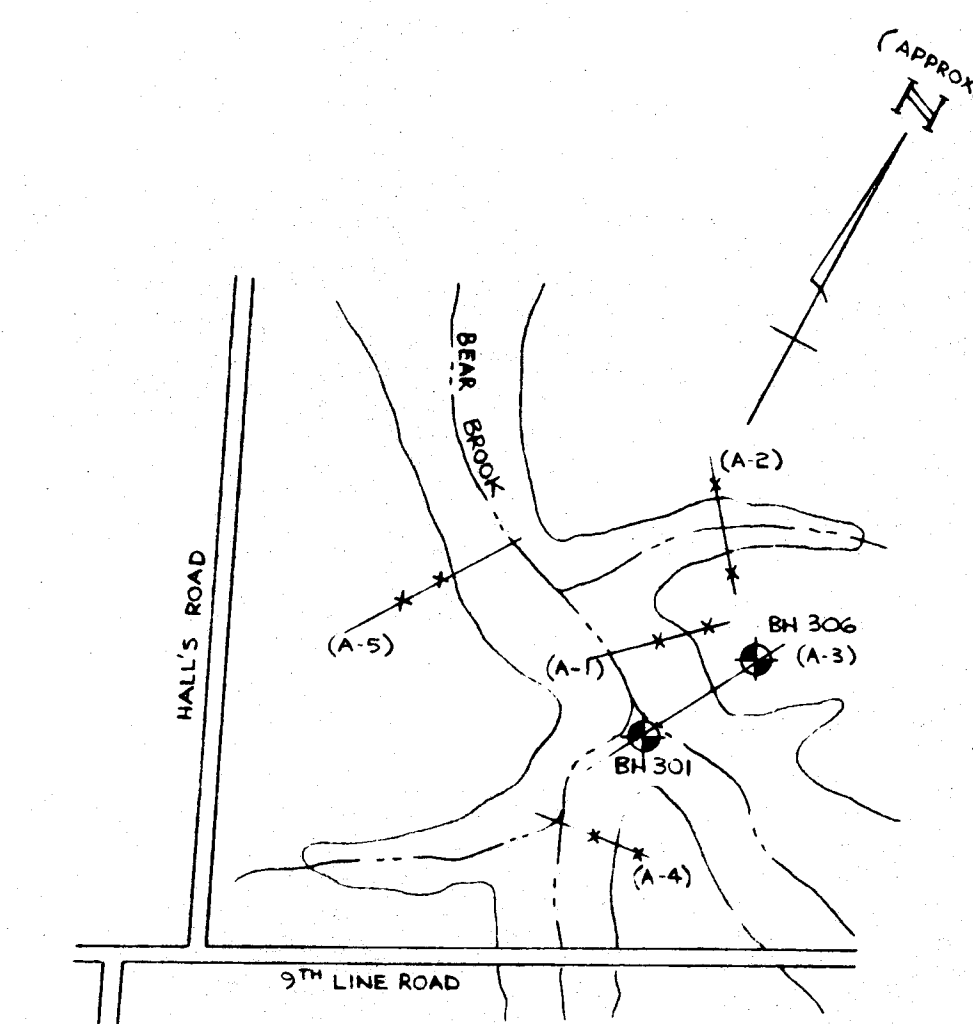 (APPROX
N
BEAR BROOK
(A-2)
HALL'S ROAD
(A-5)
BH 306
(A-1)
(A-3)
BH 301
(A-4)
9TH LINE ROAD